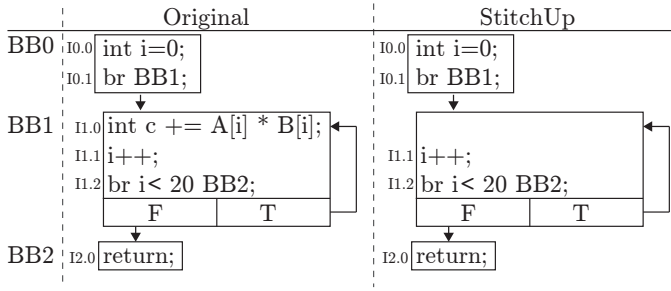 Original StitchUp
BB0 I0.0 int i=0; I0.0 int i=0;
I0.1 br BB1; I0.1 br BB1;
BB1 I1.0 int c += A[i] * B[i];
I1.1 i++; I1.1 i++;
I1.2 br i< 20 BB2; I1.2 br i< 20 BB2;
F T F T
BB2 I2.0 return; I2.0 return;